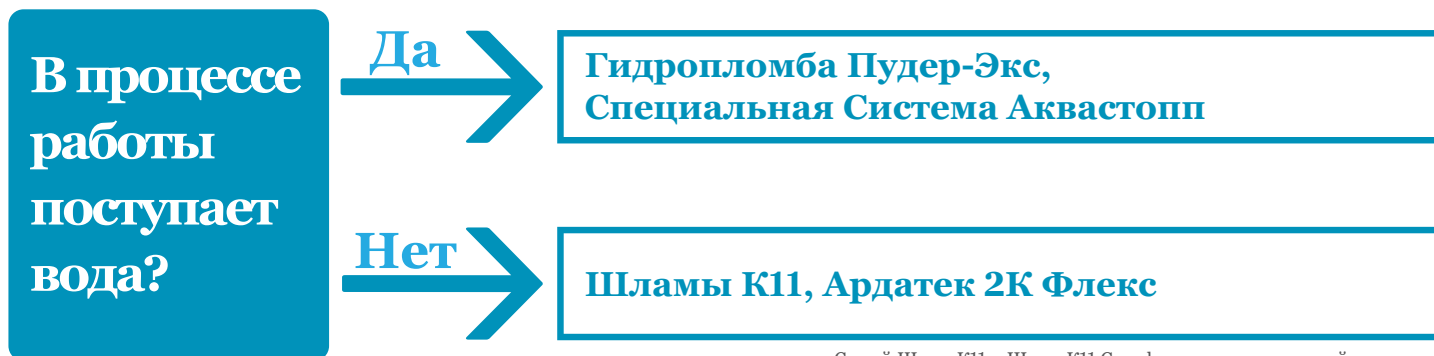 В процессе
работы
поступает
вода?
Да
Гидропломба Пудер-Экс,
Специальная Система Аквастопп
Нет
Шламы К11, Ардатек 2К Флекс